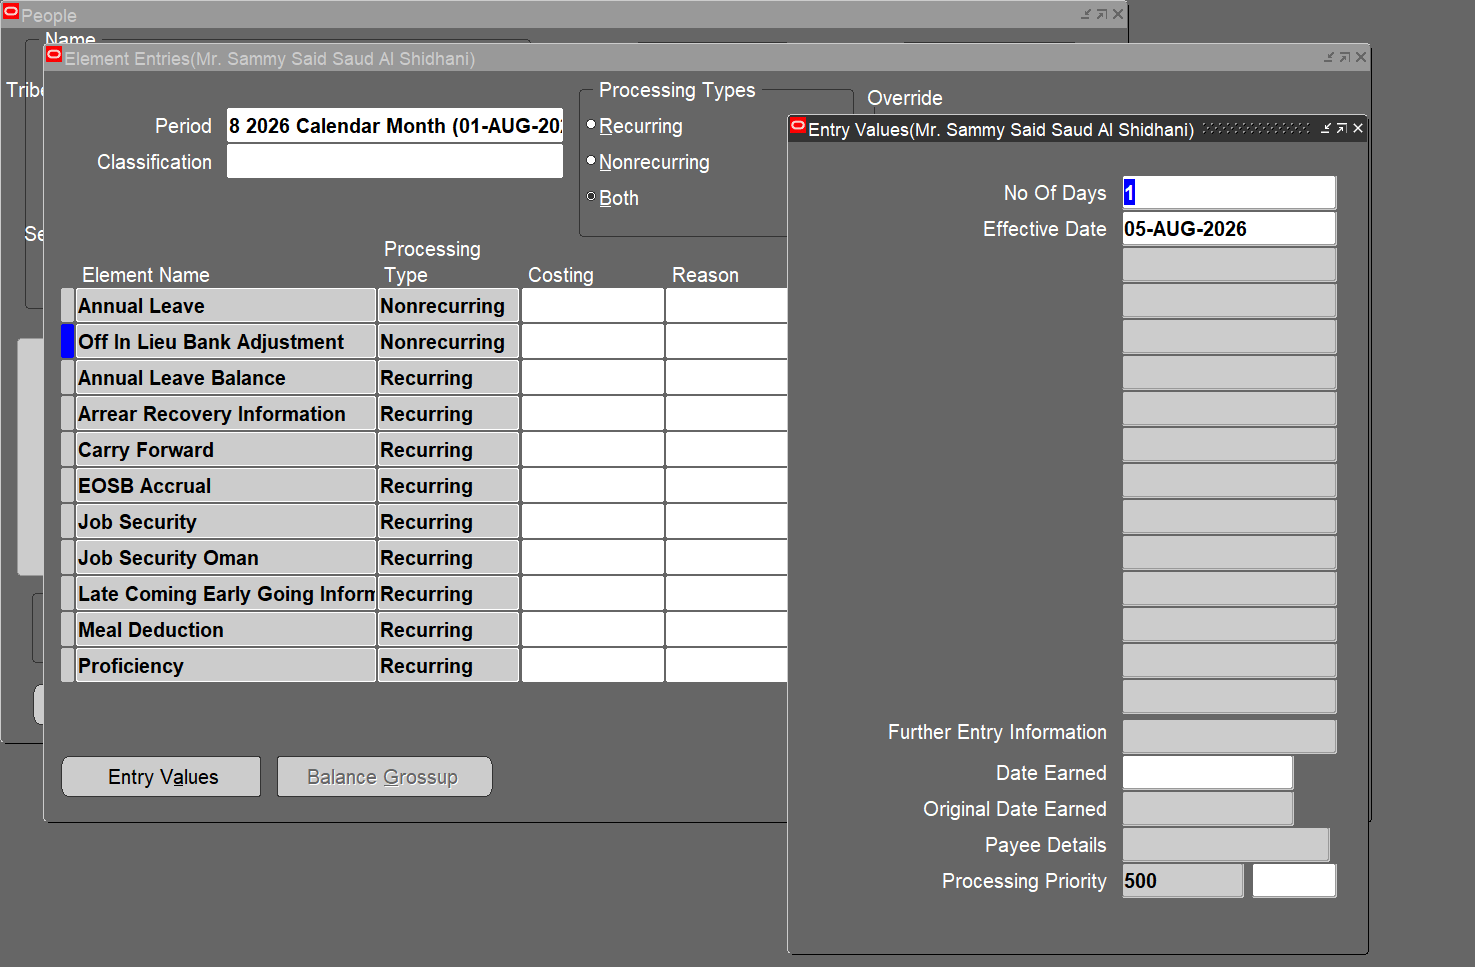 People
Name
Tribe
Se
Element Entries(Mr. Sammy Said Saud Al Shidhani)
Period
8 2026 Calendar Month (01-AUG-20
Classification
Processing Types
Recurring
Nonrecurring
Both
Override
Element Name
Processing Type
Costing
Reason
Annual Leave Nonrecurring
Off In Lieu Bank Adjustment Nonrecurring
Annual Leave Balance Recurring
Arrear Recovery Information Recurring
Carry Forward Recurring
EOSB Accrual Recurring
Job Security Recurring
Job Security Oman Recurring
Late Coming Early Going Inform Recurring
Meal Deduction Recurring
Proficiency Recurring
Entry Values
Balance Grossup
Entry Values(Mr. Sammy Said Saud Al Shidhani)
No Of Days 1
Effective Date 05-AUG-2026
Further Entry Information
Date Earned
Original Date Earned
Payee Details
Processing Priority 500